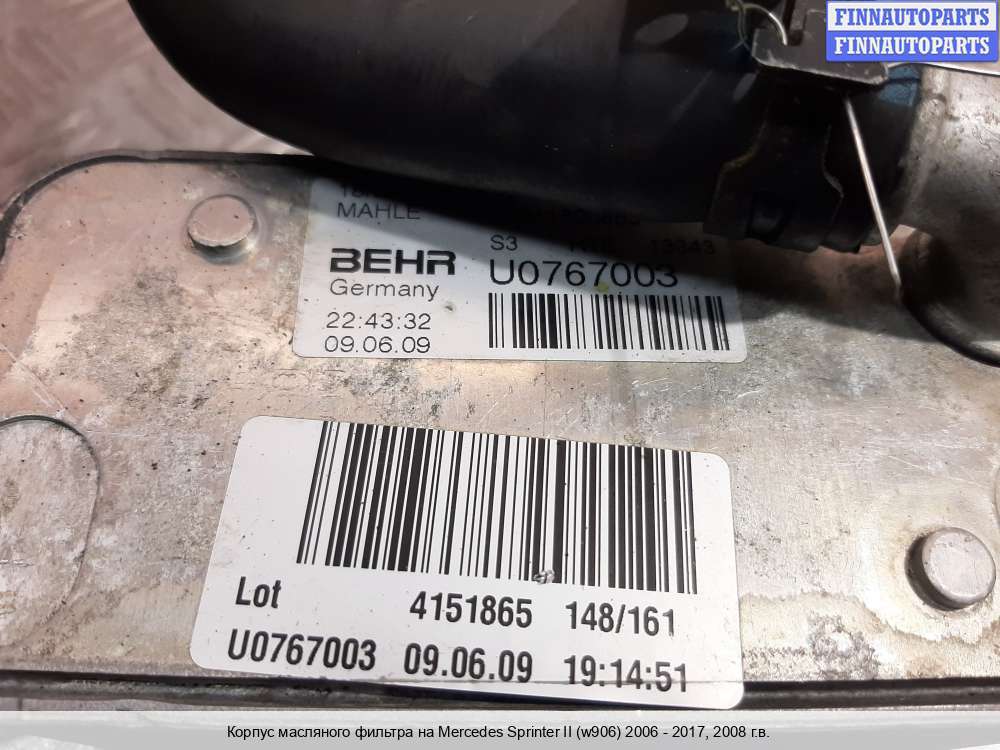 FINNAUTOPARTS
FINNAUTOPARTS
MAHLE
S3 13343
BEHR U0767003
Germany
22:43:32
09.06.09
Lot 4151865 148/161
U0767003 09.06.09 19:14:51
Корпус масляного фильтра на Mercedes Sprinter II (w906) 2006 - 2017, 2008 г.в.